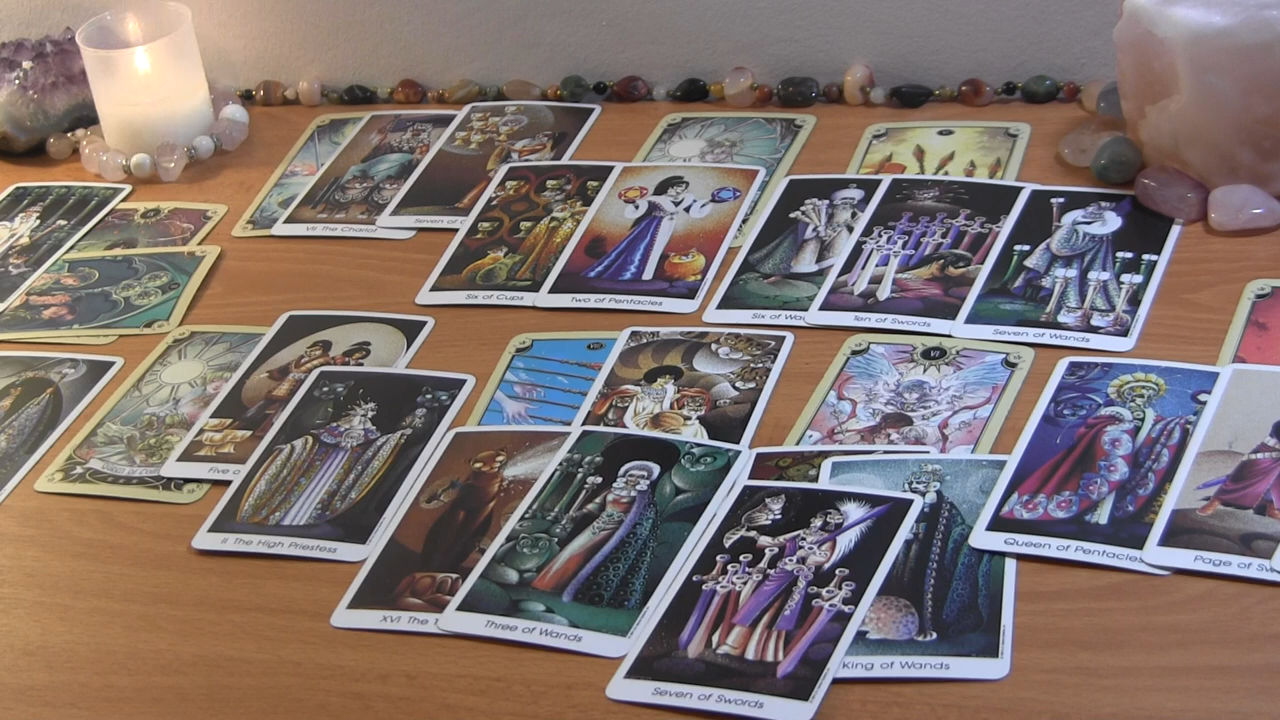 VII The Chariot
Seven of C
Six of Cups
Two of Pentacles
Six of Wa
Ten of Swords
Seven of Wands
VIII
VI
Five o
II The High Priestess
Queen of Pentacles
Page of Sw
XVI The T
Three of Wands
King of Wands
Seven of Swords